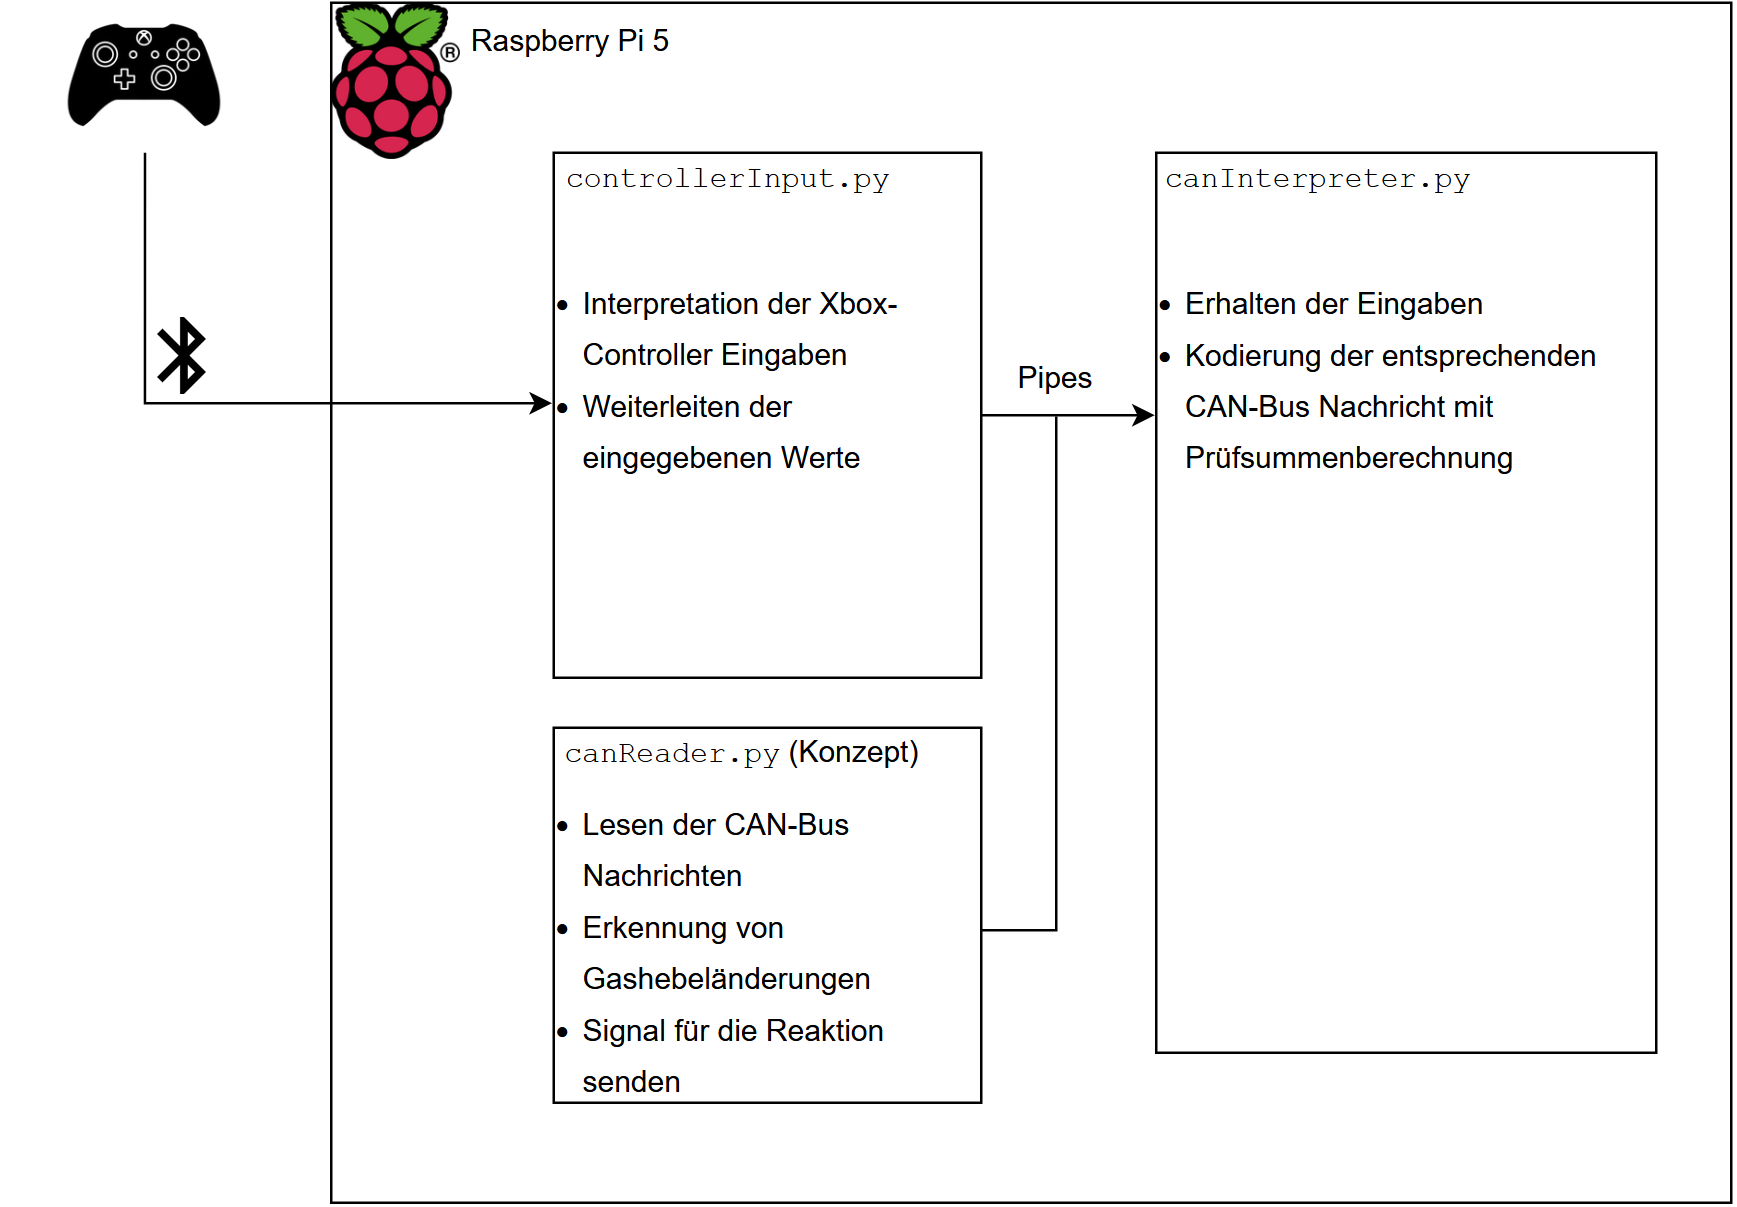 ® Raspberry Pi 5
controllerInput.py
• Interpretation der Xbox-
Controller Eingaben
• Weiterleiten der
eingegebenen Werte
Pipes
canInterpreter.py
• Erhalten der Eingaben
• Kodierung der entsprechenden
CAN-Bus Nachricht mit
Prüfsummenberechnung
canReader.py (Konzept)
• Lesen der CAN-Bus
Nachrichten
• Erkennung von
Gashebeländerungen
• Signal für die Reaktion
senden